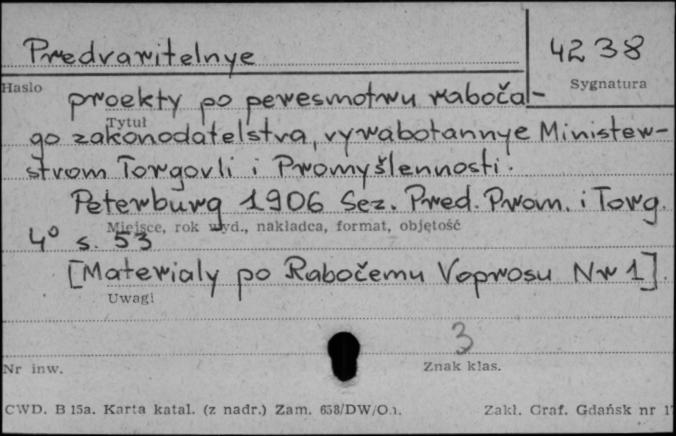 Predvaritelnye
4238
Hasło
Sygnatura
proekty po peresmotru raboča-
Tytuł
go zakonodatelstva, vyrabotannye Minister-
stvom Torgovli i Promyšlennosti.
Peterburg 1906 Sez. Pred. Prom. i Torg.
Miejsce, rok wyd., nakładca, format, objętość
4° s. 53
[Materialy po Rabočemu Voprosu Nr 1].
Uwagi
3
Nr inw.
Znak klas.
CWD. B 15a. Karta katal. (z nadr.) Zam. 658/DW/O.
Zakł. Graf. Gdańsk nr